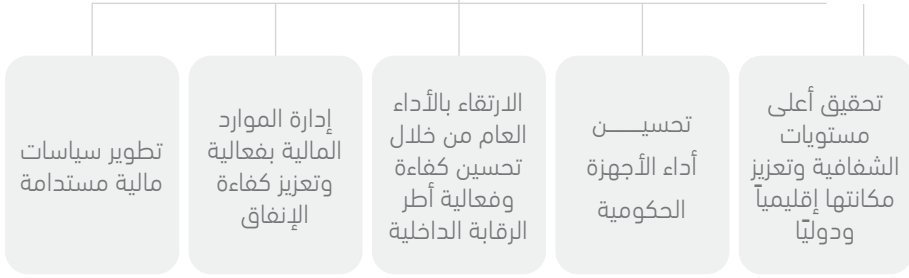 تحقيق أعلى
مستويات
الشفافية وتعزيز
مكانتها إقليمياً
ودوليًا
تحسيـــــن
أداء الأجهزة
الحكومية
الارتقاء بالأداء
العام من خلال
تحسين كفاءة
وفعالية أطر
الرقابة الداخلية
إدارة الموارد
المالية بفعالية
وتعزيز كفاءة
الإنفاق
تطوير سياسات
مالية مستدامة